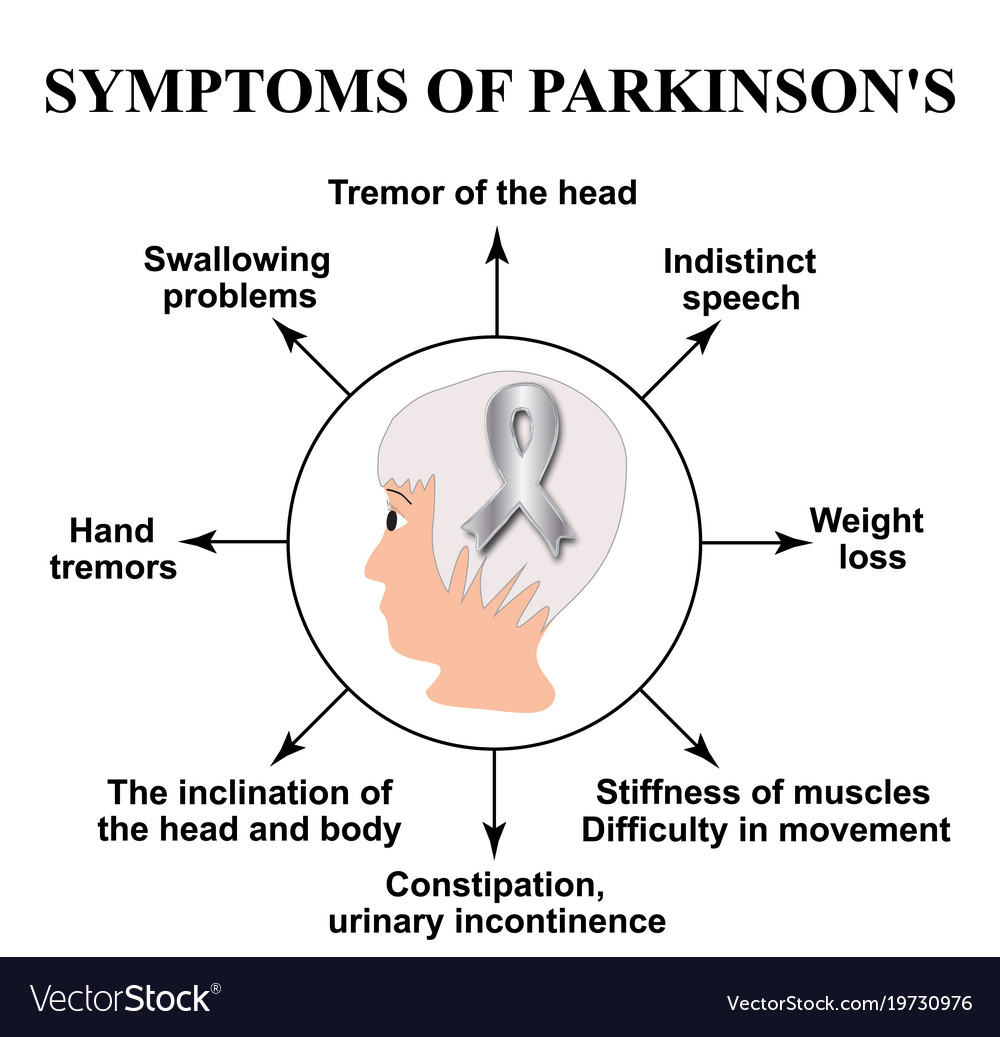 SYMPTOMS OF PARKINSON'S
Tremor of the head
Swallowing
problems
Indistinct
speech
Hand
tremors
Weight
loss
The inclination of
the head and body
Stiffness of muscles
Difficulty in movement
Constipation,
urinary incontinence
VectorStock®
VectorStock.com/19730976